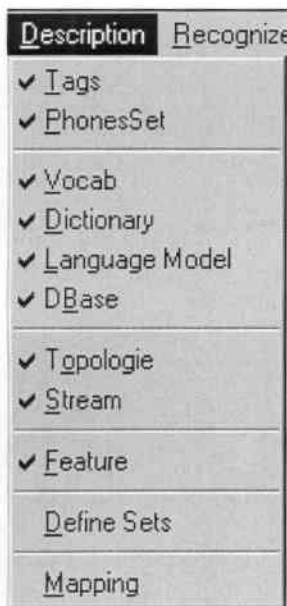 Description Recognize
✓ Tags
✓ PhonesSet
✓ Vocab
✓ Dictionary
✓ Language Model
✓ DBase
✓ Topologie
✓ Stream
✓ Feature
Define Sets
Mapping